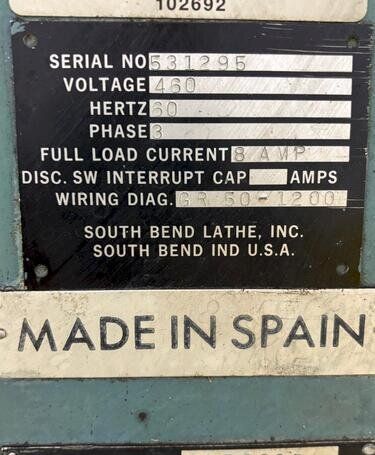 102692
SERIAL NO 531295
VOLTAGE 460
HERTZ 60
PHASE 3
FULL LOAD CURRENT 8 AMP
DISC. SW INTERRUPT CAP AMPS
WIRING DIAG. GR 50-1200
SOUTH BEND LATHE, INC.
SOUTH BEND IND U.S.A.
MADE IN SPAIN